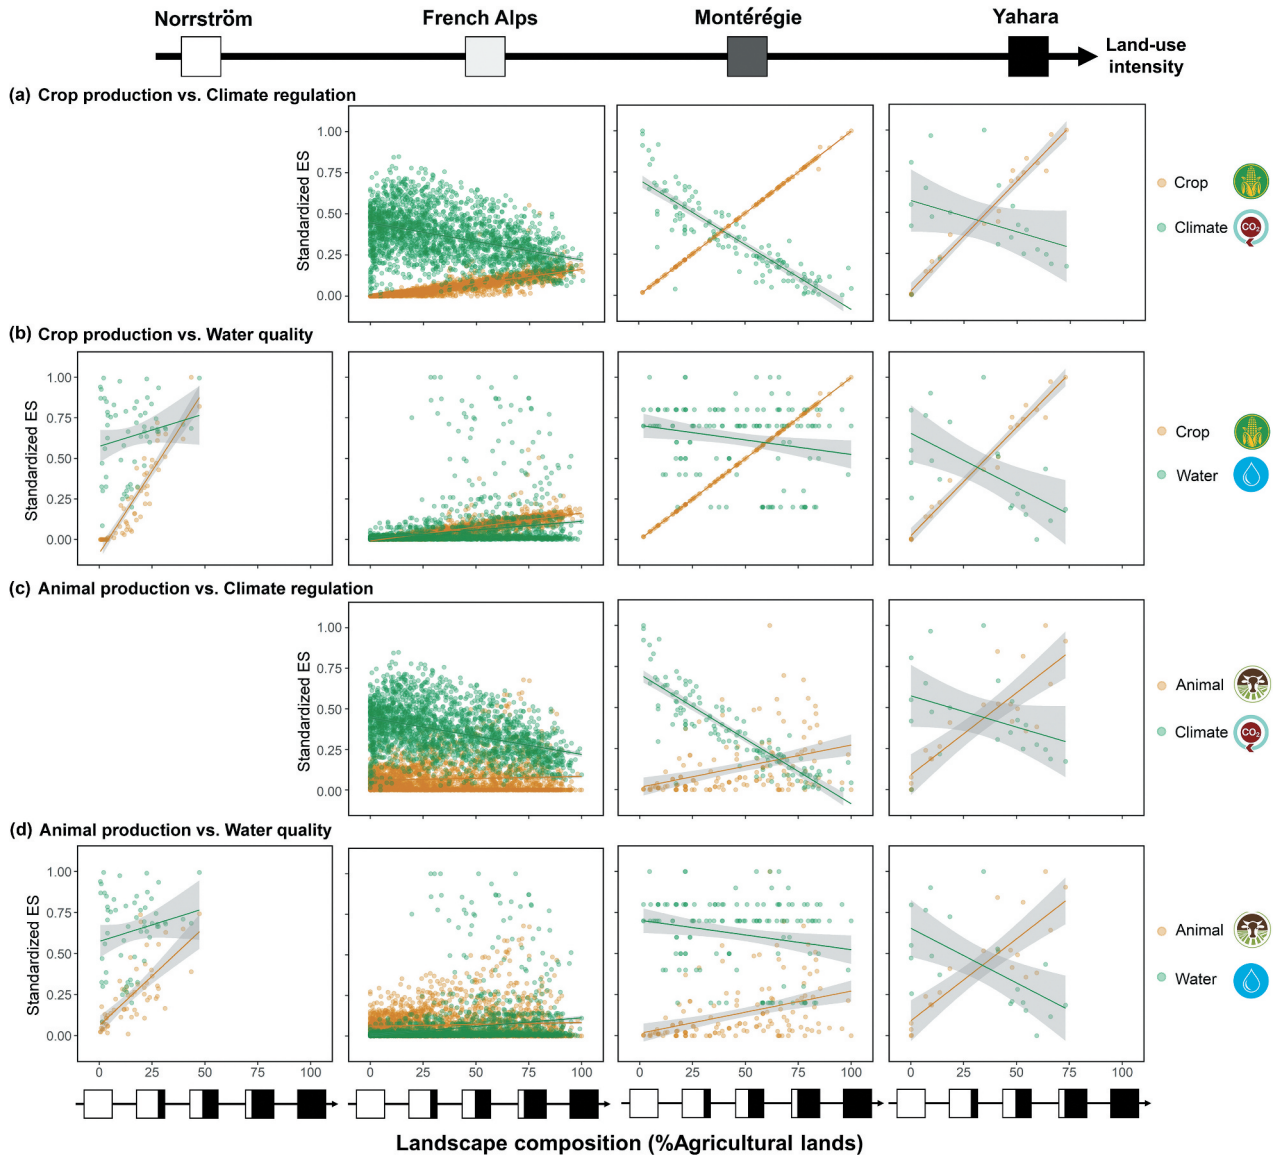 Norrström
French Alps
Montérégie
Yahara
Land-use
intensity
(a) Crop production vs. Climate regulation
Standardized ES
1.00
0.75
0.50
0.25
0.00
Crop
Climate
CO2
(b) Crop production vs. Water quality
Standardized ES
1.00
0.75
0.50
0.25
0.00
Crop
Water
(c) Animal production vs. Climate regulation
Standardized ES
1.00
0.75
0.50
0.25
0.00
Animal
Climate
CO2
(d) Animal production vs. Water quality
Standardized ES
1.00
0.75
0.50
0.25
0.00
Animal
Water
0 25 50 75 100
0 25 50 75 100
0 25 50 75 100
0 25 50 75 100
Landscape composition (%Agricultural lands)